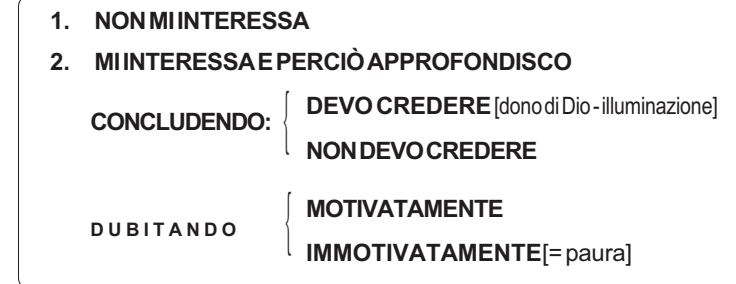 1. NON MI INTERESSA
2. MI INTERESSA E PERCIÒ APPROFONDISCO
CONCLUDENDO:
DEVO CREDERE [dono di Dio - illuminazione]
NON DEVO CREDERE
DUBITANDO
MOTIVATAMENTE
IMMOTIVATAMENTE [= paura]